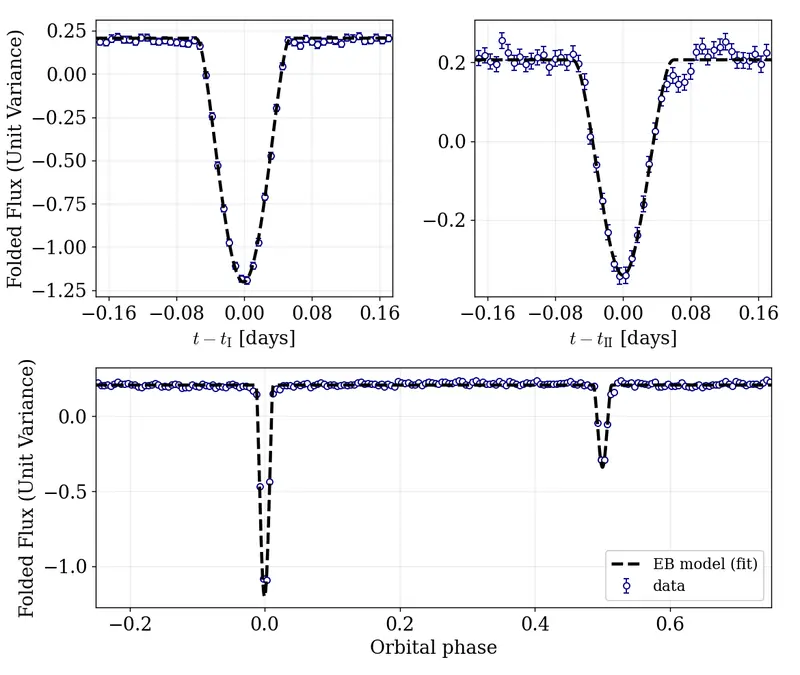 Folded Flux (Unit Variance)
0.25
0.00
−0.25
−0.50
−0.75
−1.00
−1.25
−0.16 −0.08 0.00 0.08 0.16
t − tI [days]
0.2
0.0
−0.2
−0.16 −0.08 0.00 0.08 0.16
t − tII [days]
Folded Flux (Unit Variance)
0.0
−0.5
−1.0
EB model (fit)
data
−0.2 0.0 0.2 0.4 0.6
Orbital phase